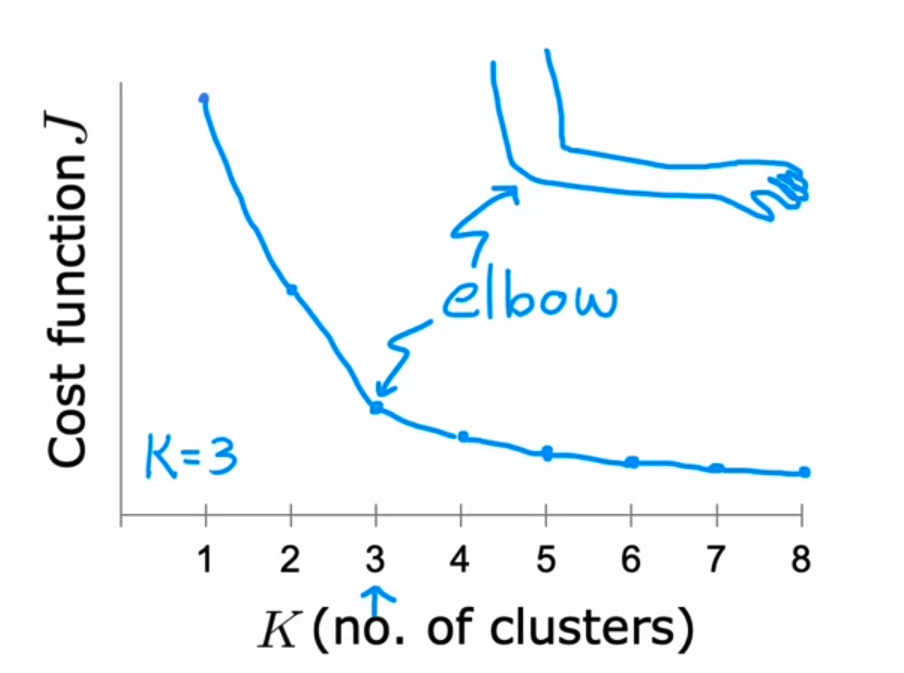 Cost function J
elbow
K=3
1 2 3 4 5 6 7 8
K (no. of clusters)